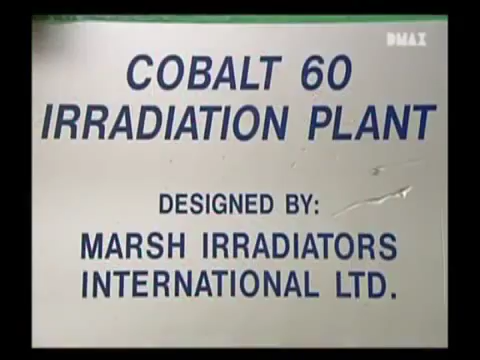 DMAX
COBALT 60
IRRADIATION PLANT
DESIGNED BY:
MARSH IRRADIATORS
INTERNATIONAL LTD.